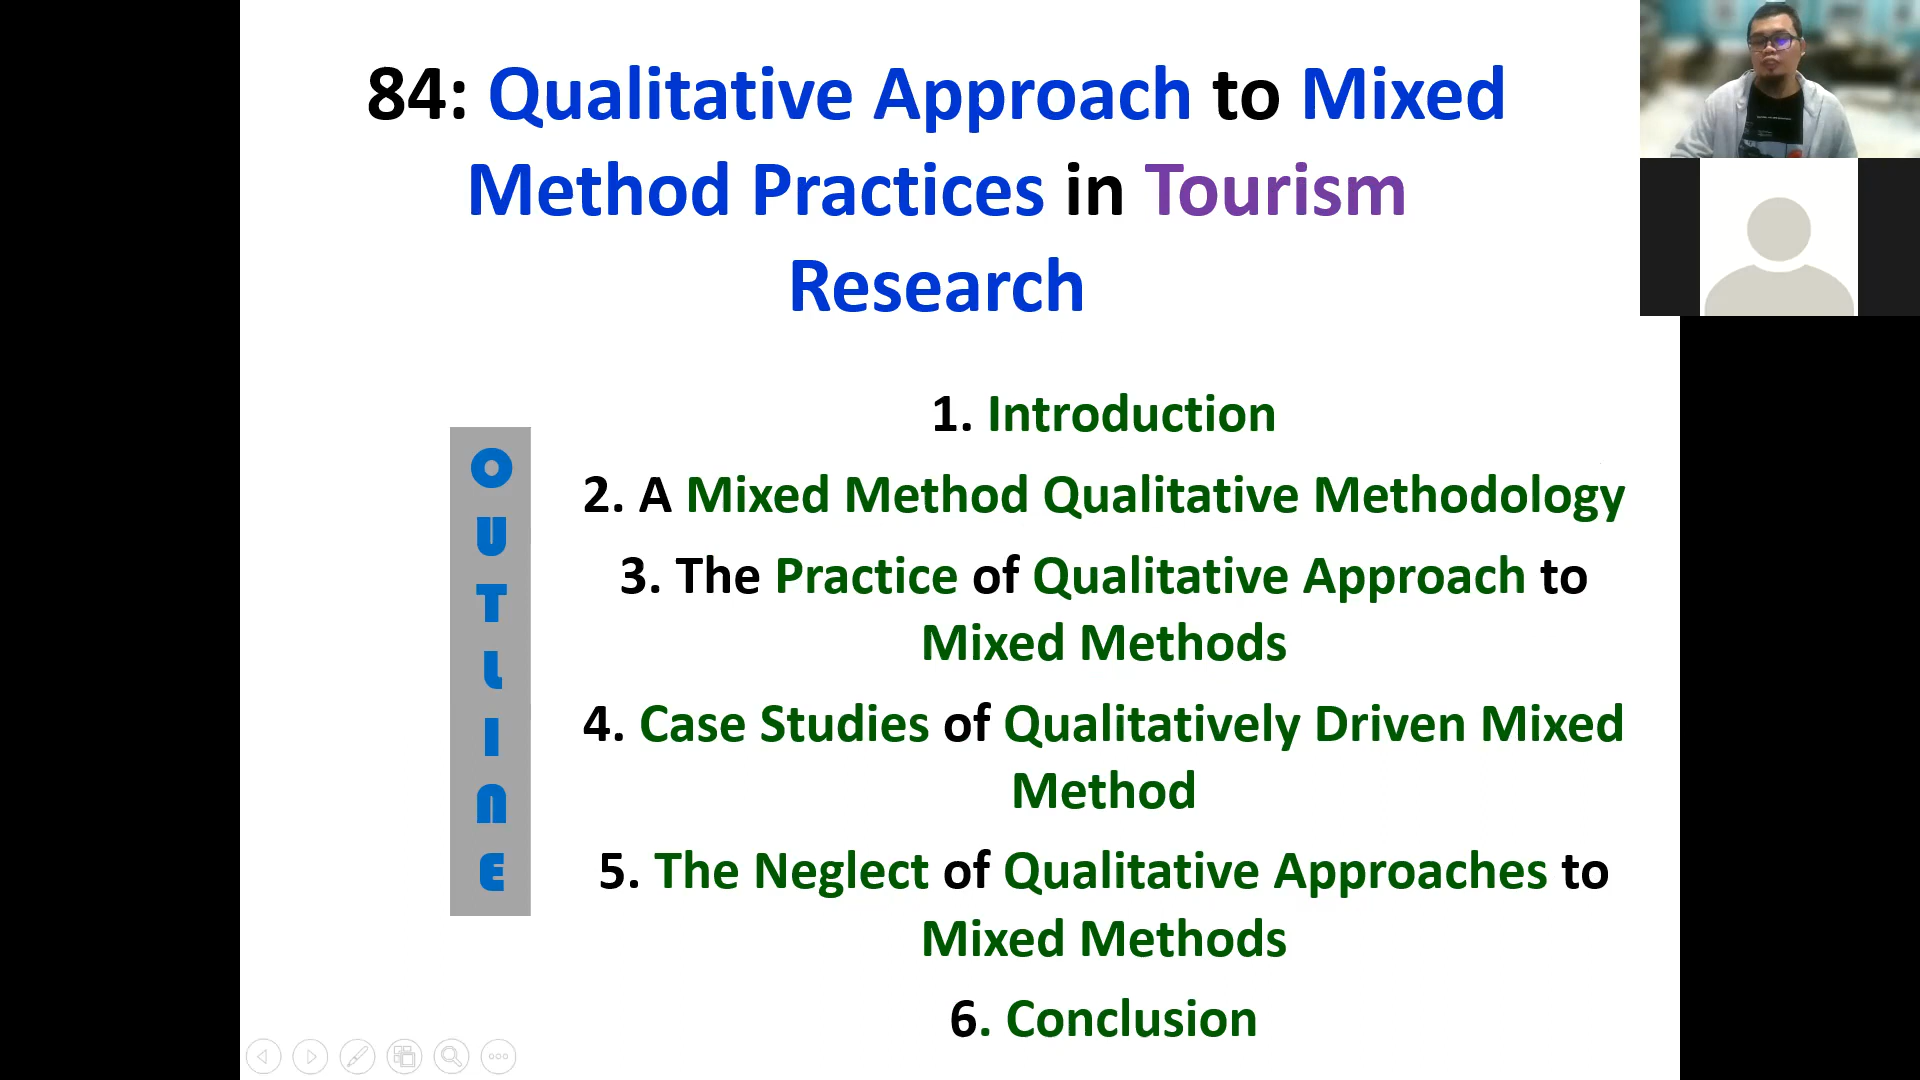 84: Qualitative Approach to Mixed
Method Practices in Tourism
Research
O
U
T
L
I
N
E
1. Introduction
2. A Mixed Method Qualitative Methodology
3. The Practice of Qualitative Approach to
Mixed Methods
4. Case Studies of Qualitatively Driven Mixed
Method
5. The Neglect of Qualitative Approaches to
Mixed Methods
6. Conclusion